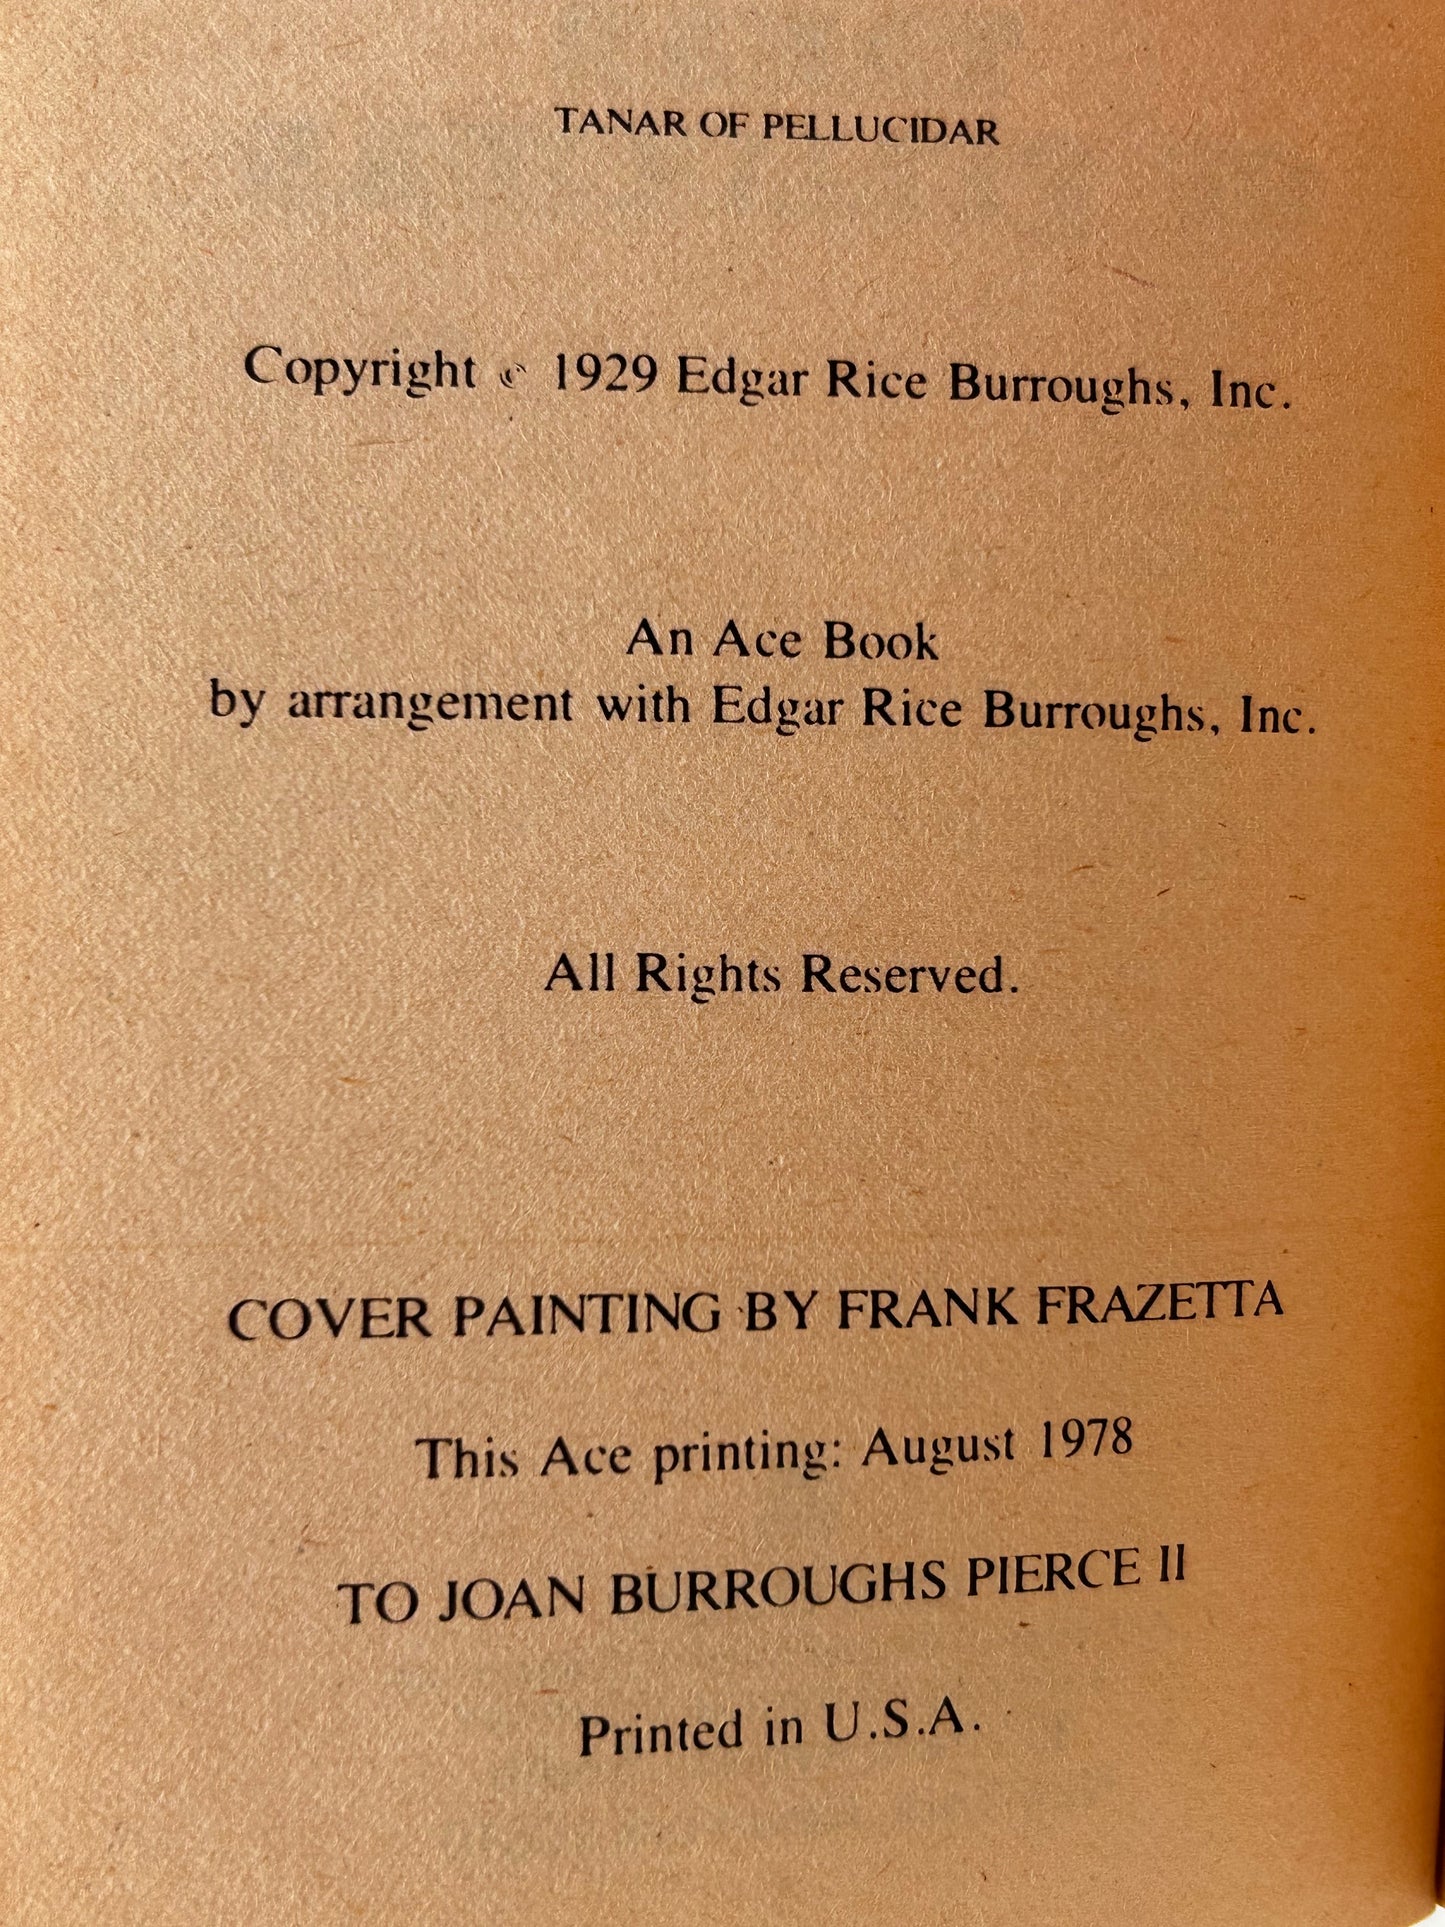 TANAR OF PELLUCIDAR
Copyright © 1929 Edgar Rice Burroughs, Inc.
An Ace Book
by arrangement with Edgar Rice Burroughs, Inc.
All Rights Reserved.
COVER PAINTING BY FRANK FRAZETTA
This Ace printing: August 1978
TO JOAN BURROUGHS PIERCE II
Printed in U.S.A.